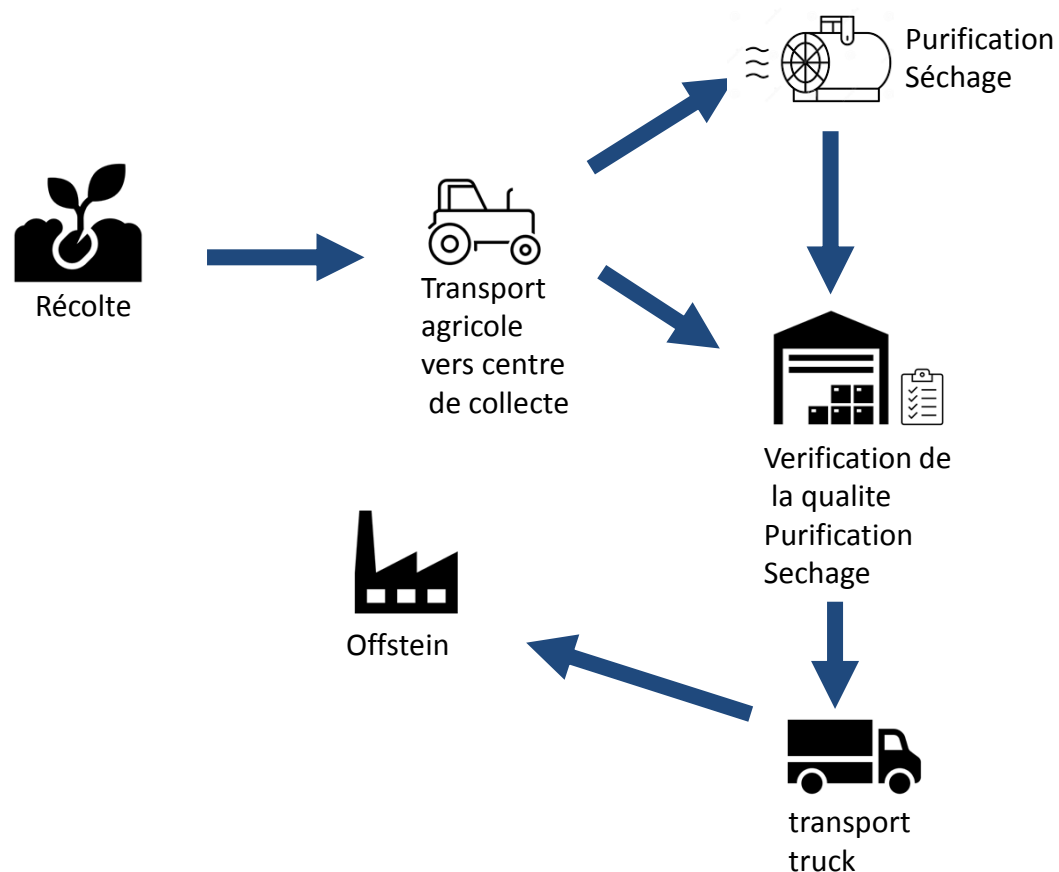 Purification
Séchage
Récolte
Transport
agricole
vers centre
de collecte
Verification de
la qualite
Purification
Sechage
Offstein
transport
truck